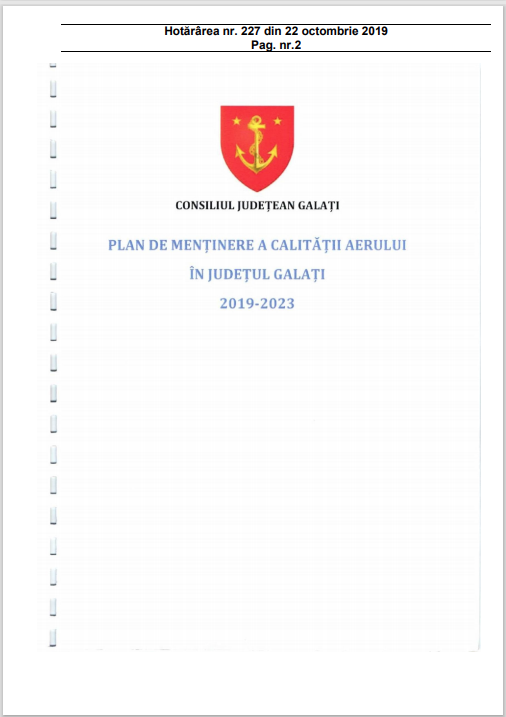 Hotărârea nr. 227 din 22 octombrie 2019
Pag. nr.2
CONSILIUL JUDEȚEAN GALAȚI
PLAN DE MENȚINERE A CALITĂȚII AERULUI
ÎN JUDEȚUL GALAȚI
2019-2023